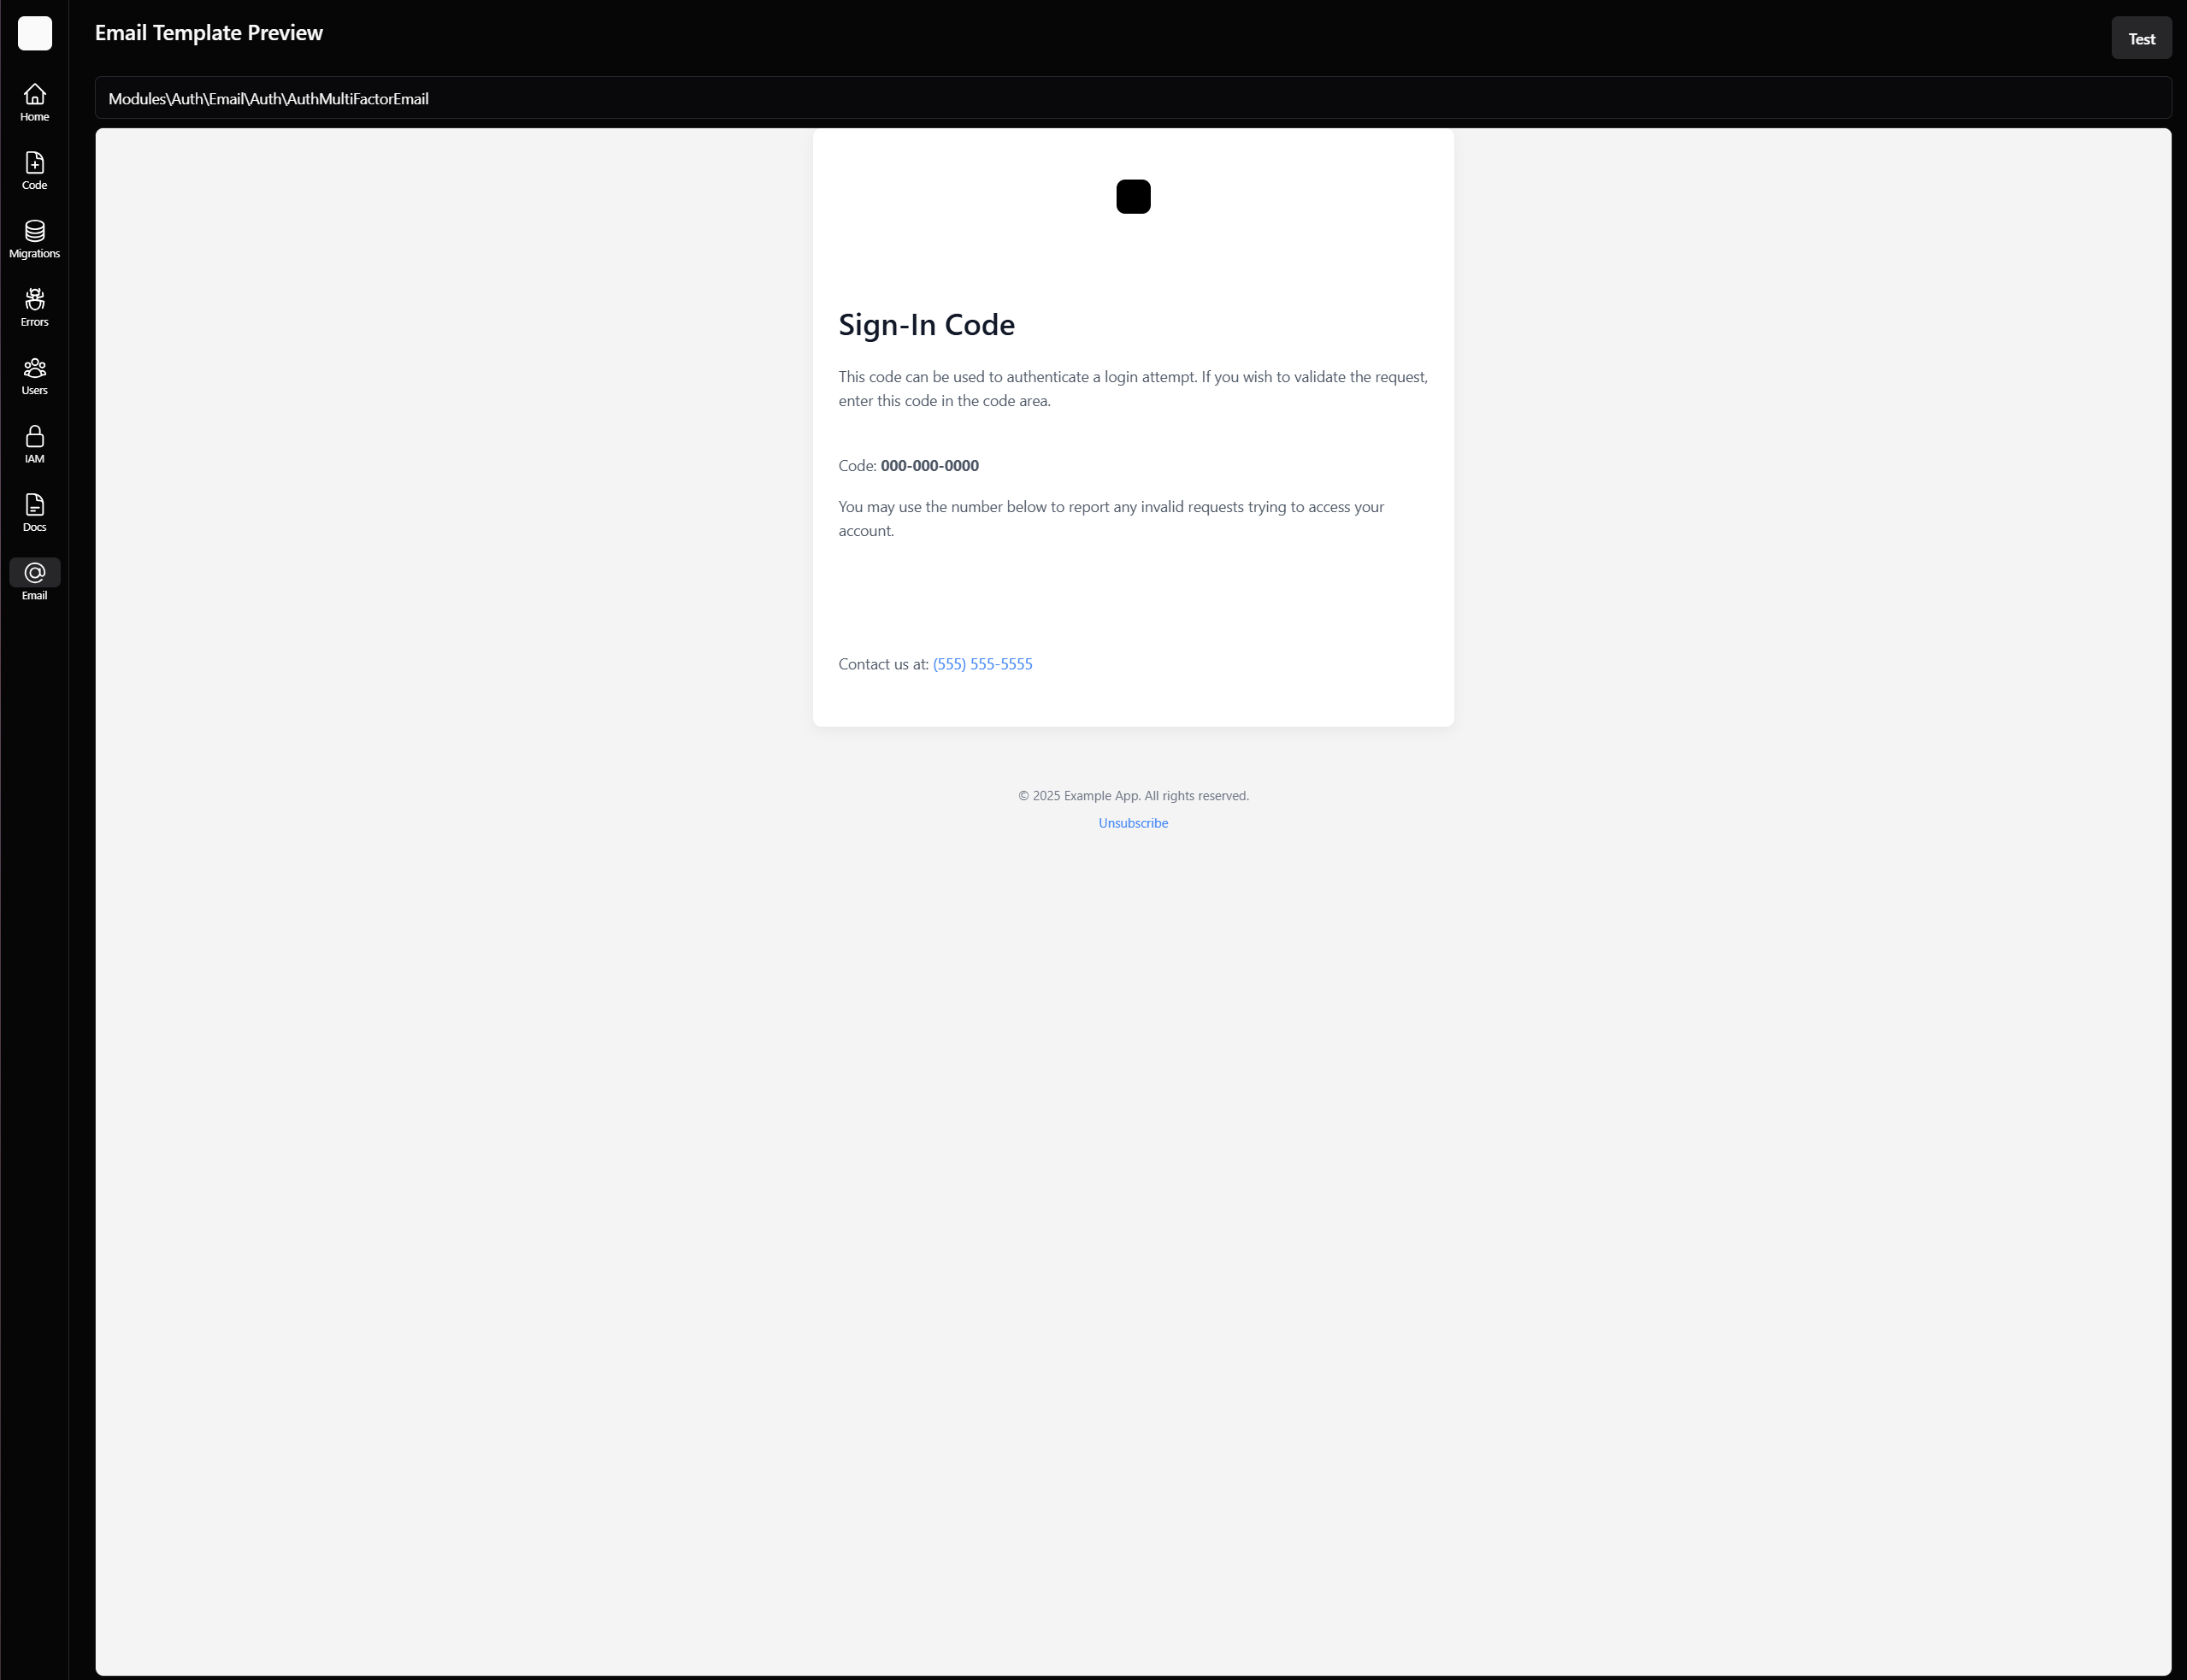 Email Template Preview
Test
Modules\Auth\Email\Auth\AuthMultiFactorEmail
Home
Code
Migrations
Errors
Users
IAM
Docs
Email
Sign-In Code
This code can be used to authenticate a login attempt. If you wish to validate the request,
enter this code in the code area.
Code: 000-000-0000
You may use the number below to report any invalid requests trying to access your
account.
Contact us at: (555) 555-5555
© 2025 Example App. All rights reserved.
Unsubscribe